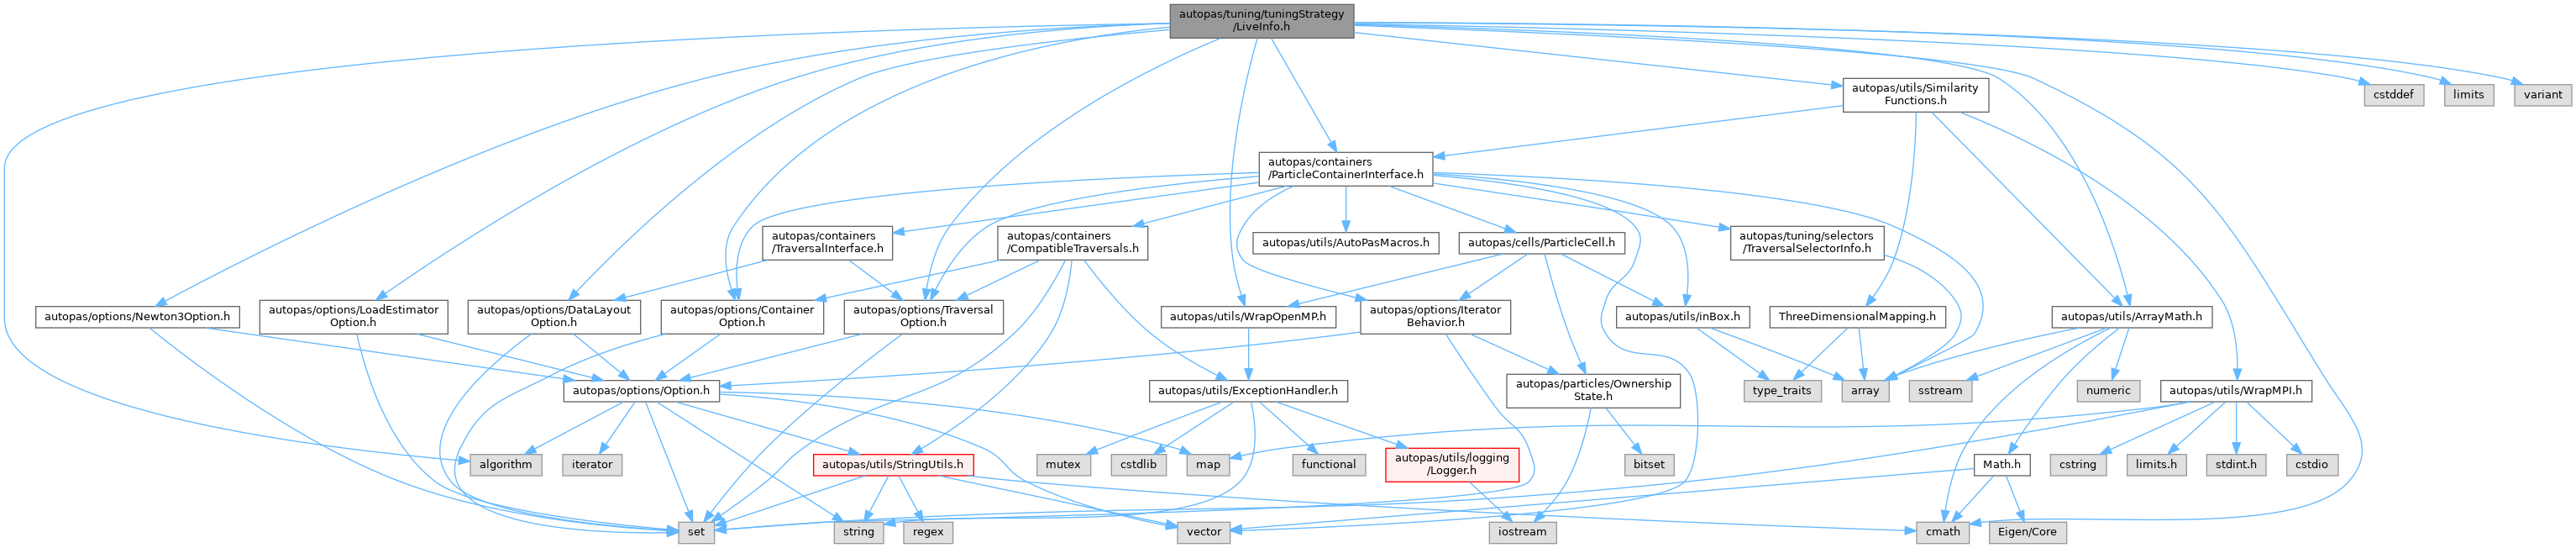 autopas/tuning/tuningStrategy
/LiveInfo.h
autopas/utils/Similarity
Functions.h
cstddef
limits
variant
autopas/containers
/ParticleContainerInterface.h
autopas/containers
/TraversalInterface.h
autopas/containers
/CompatibleTraversals.h
autopas/utils/AutoPasMacros.h
autopas/cells/ParticleCell.h
autopas/tuning/selectors
/TraversalSelectorInfo.h
autopas/options/Newton3Option.h
autopas/options/LoadEstimator
Option.h
autopas/options/DataLayout
Option.h
autopas/options/Container
Option.h
autopas/options/Traversal
Option.h
autopas/utils/WrapOpenMP.h
autopas/options/Iterator
Behavior.h
autopas/utils/inBox.h
ThreeDimensionalMapping.h
autopas/utils/ArrayMath.h
autopas/options/Option.h
autopas/utils/ExceptionHandler.h
autopas/particles/Ownership
State.h
type_traits
array
sstream
numeric
autopas/utils/WrapMPI.h
algorithm
iterator
autopas/utils/StringUtils.h
mutex
cstdlib
map
functional
autopas/utils/logging
/Logger.h
bitset
Math.h
cstring
limits.h
stdint.h
cstdio
set
string
regex
vector
iostream
cmath
Eigen/Core